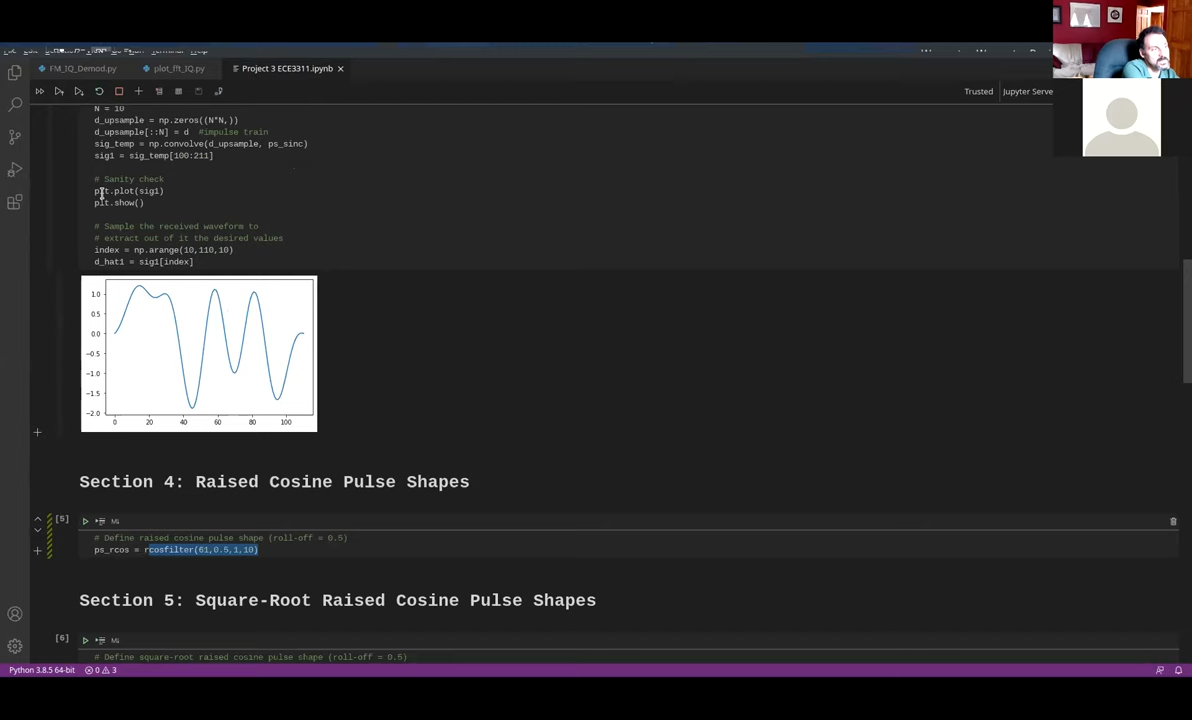 FM_IQ_Demod.py
plot_fft_IQ.py
Project 3 ECE3311.ipynb
Trusted
Jupyter Serve
N = 10
d_upsample = np.zeros((N*N,))
d_upsample[::N] = d  #impulse train
sig_temp = np.convolve(d_upsample, ps_sinc)
sig1 = sig_temp[100:211]
# Sanity check
plt.plot(sig1)
plt.show()
# Sample the received waveform to
# extract out of it the desired values
index = np.arange(10,110,10)
d_hat1 = sig1[index]
1.0
0.5
0.0
−0.5
−1.0
−1.5
−2.0
0 20 40 60 80 100
Section 4: Raised Cosine Pulse Shapes
[5]
# Define raised cosine pulse shape (roll-off = 0.5)
ps_rcos = rcosfilter(61,0.5,1,10)
Section 5: Square-Root Raised Cosine Pulse Shapes
[6]
# Define square-root raised cosine pulse shape (roll-off = 0.5)
Python 3.8.5 64-bit 0 3